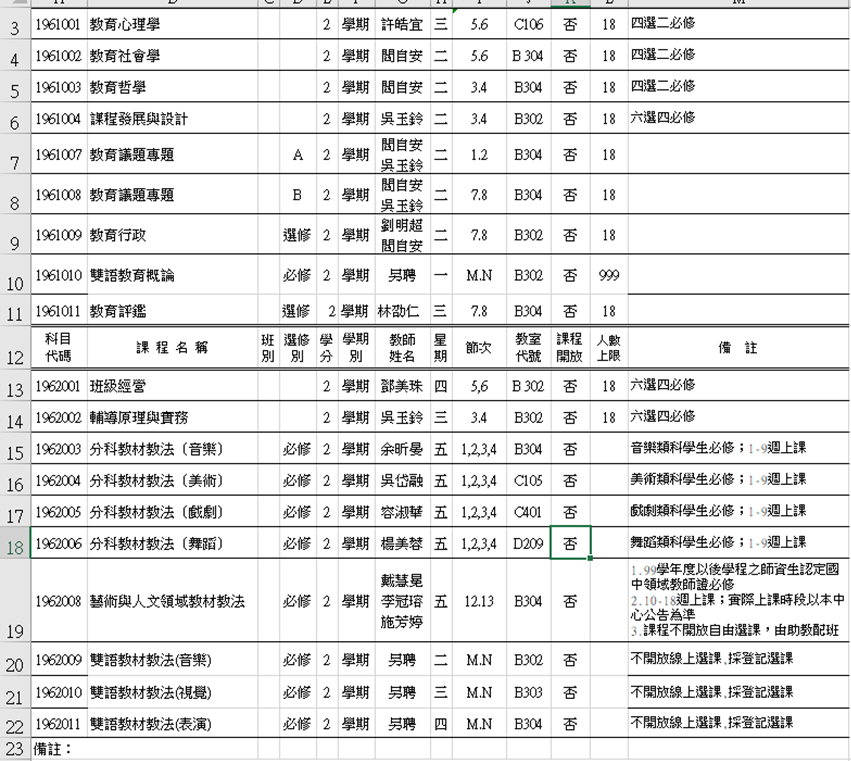 3 1961001 教育心理學 2 學期 許皓宜 三 5.6 C106 否 18 四選二必修
4 1961002 教育社會學 2 學期 閻自安 二 5.6 B 304 否 18 四選二必修
5 1961003 教育哲學 2 學期 閻自安 二 3.4 B304 否 18 四選二必修
6 1961004 課程發展與設計 2 學期 吳玉鈴 二 3.4 B302 否 18 六選四必修
7 1961007 教育議題專題 A 2 學期 閻自安 吳玉鈴 二 1.2 B304 否 18
8 1961008 教育議題專題 B 2 學期 閻自安 吳玉鈴 二 7.8 B304 否 18
9 1961009 教育行政 選修 2 學期 劉明超 閻自安 二 7.8 B302 否 18
10 1961010 雙語教育概論 必修 2 學期 另聘 一 M.N B302 否 999
11 1961011 教育評鑑 選修 2 學期 林劭仁 三 7.8 B304 否 18
12 科目代碼 課 程 名 稱 班別 選修別 學分 學期別 教師姓名 星期 節次 教室代號 課程開放 人數上限 備 註
13 1962001 班級經營 2 學期 鄧美珠 四 5,6 B 302 否 18 六選四必修
14 1962002 輔導原理與實務 2 學期 吳玉鈴 三 3.4 B302 否 18 六選四必修
15 1962003 分科教材教法〔音樂〕 必修 2 學期 余昕晏 五 1,2,3,4 B304 否 音樂類科學生必修；1-9週上課
16 1962004 分科教材教法〔美術〕 必修 2 學期 吳岱融 五 1,2,3,4 C105 否 美術類科學生必修；1-9週上課
17 1962005 分科教材教法〔戲劇〕 必修 2 學期 容淑華 五 1,2,3,4 C401 否 戲劇類科學生必修；1-9週上課
18 1962006 分科教材教法〔舞蹈〕 必修 2 學期 楊美蓉 五 1,2,3,4 D209 否 舞蹈類科學生必修；1-9週上課
19 1962008 藝術與人文領域教材教法 必修 2 學期 戴慧晃 李冠瑢 施芳婷 五 12.13 B304 否 1.99學年度以後學程之師資生認定國
中領域教師證必修
2.10-18週上課；實際上課時段以本中
心公告為準
3.課程不開放自由選課，由助教配班
20 1962009 雙語教材教法(音樂) 必修 2 學期 另聘 二 M.N B302 否 不開放線上選課,採登記選課
21 1962010 雙語教材教法(視覺) 必修 2 學期 另聘 三 M.N B303 否 不開放線上選課,採登記選課
22 1962011 雙語教材教法(表演) 必修 2 學期 另聘 四 M.N B304 否 不開放線上選課,採登記選課
23 備註：